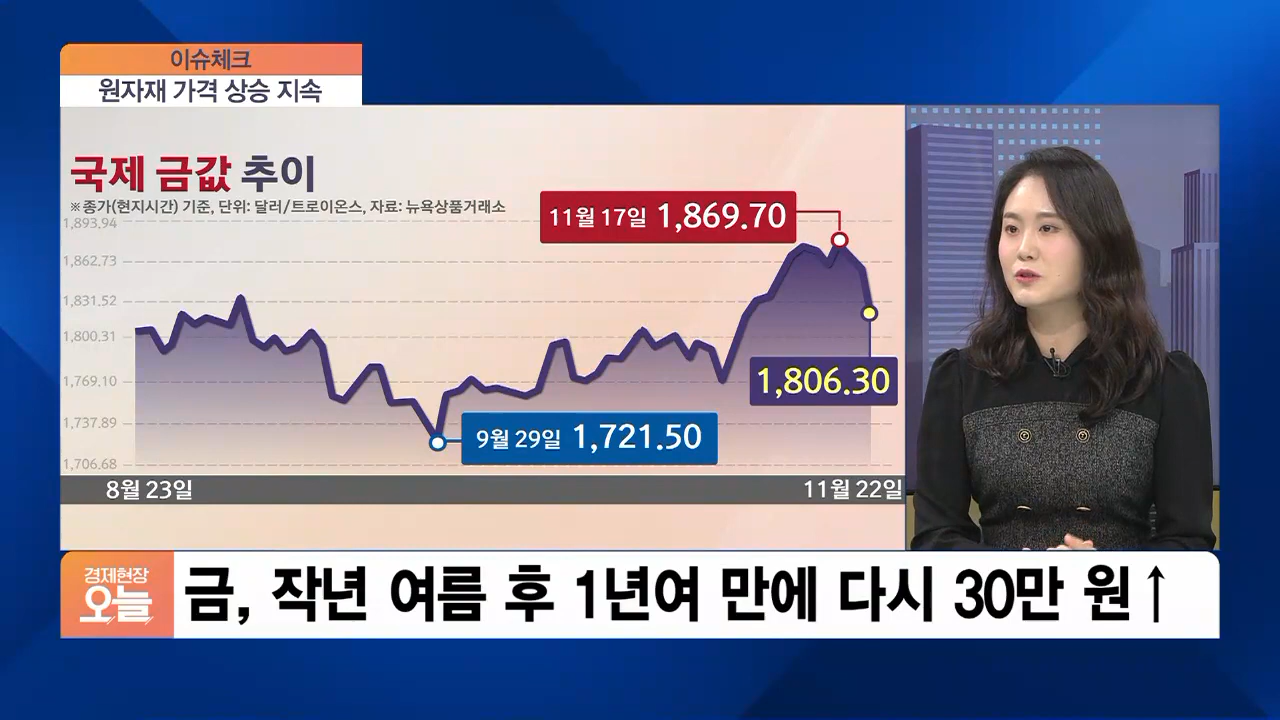 이슈체크
원자재 가격 상승 지속
국제 금값 추이
※종가(현지시간) 기준, 단위: 달러/트로이온스, 자료: 뉴욕상품거래소
1,893.94
1,862.73
1,831.52
1,800.31
1,769.10
1,737.89
1,706.68
11월 17일 1,869.70
1,806.30
9월 29일 1,721.50
8월 23일
11월 22일
경제현장
오늘
금, 작년 여름 후 1년여 만에 다시 30만 원↑